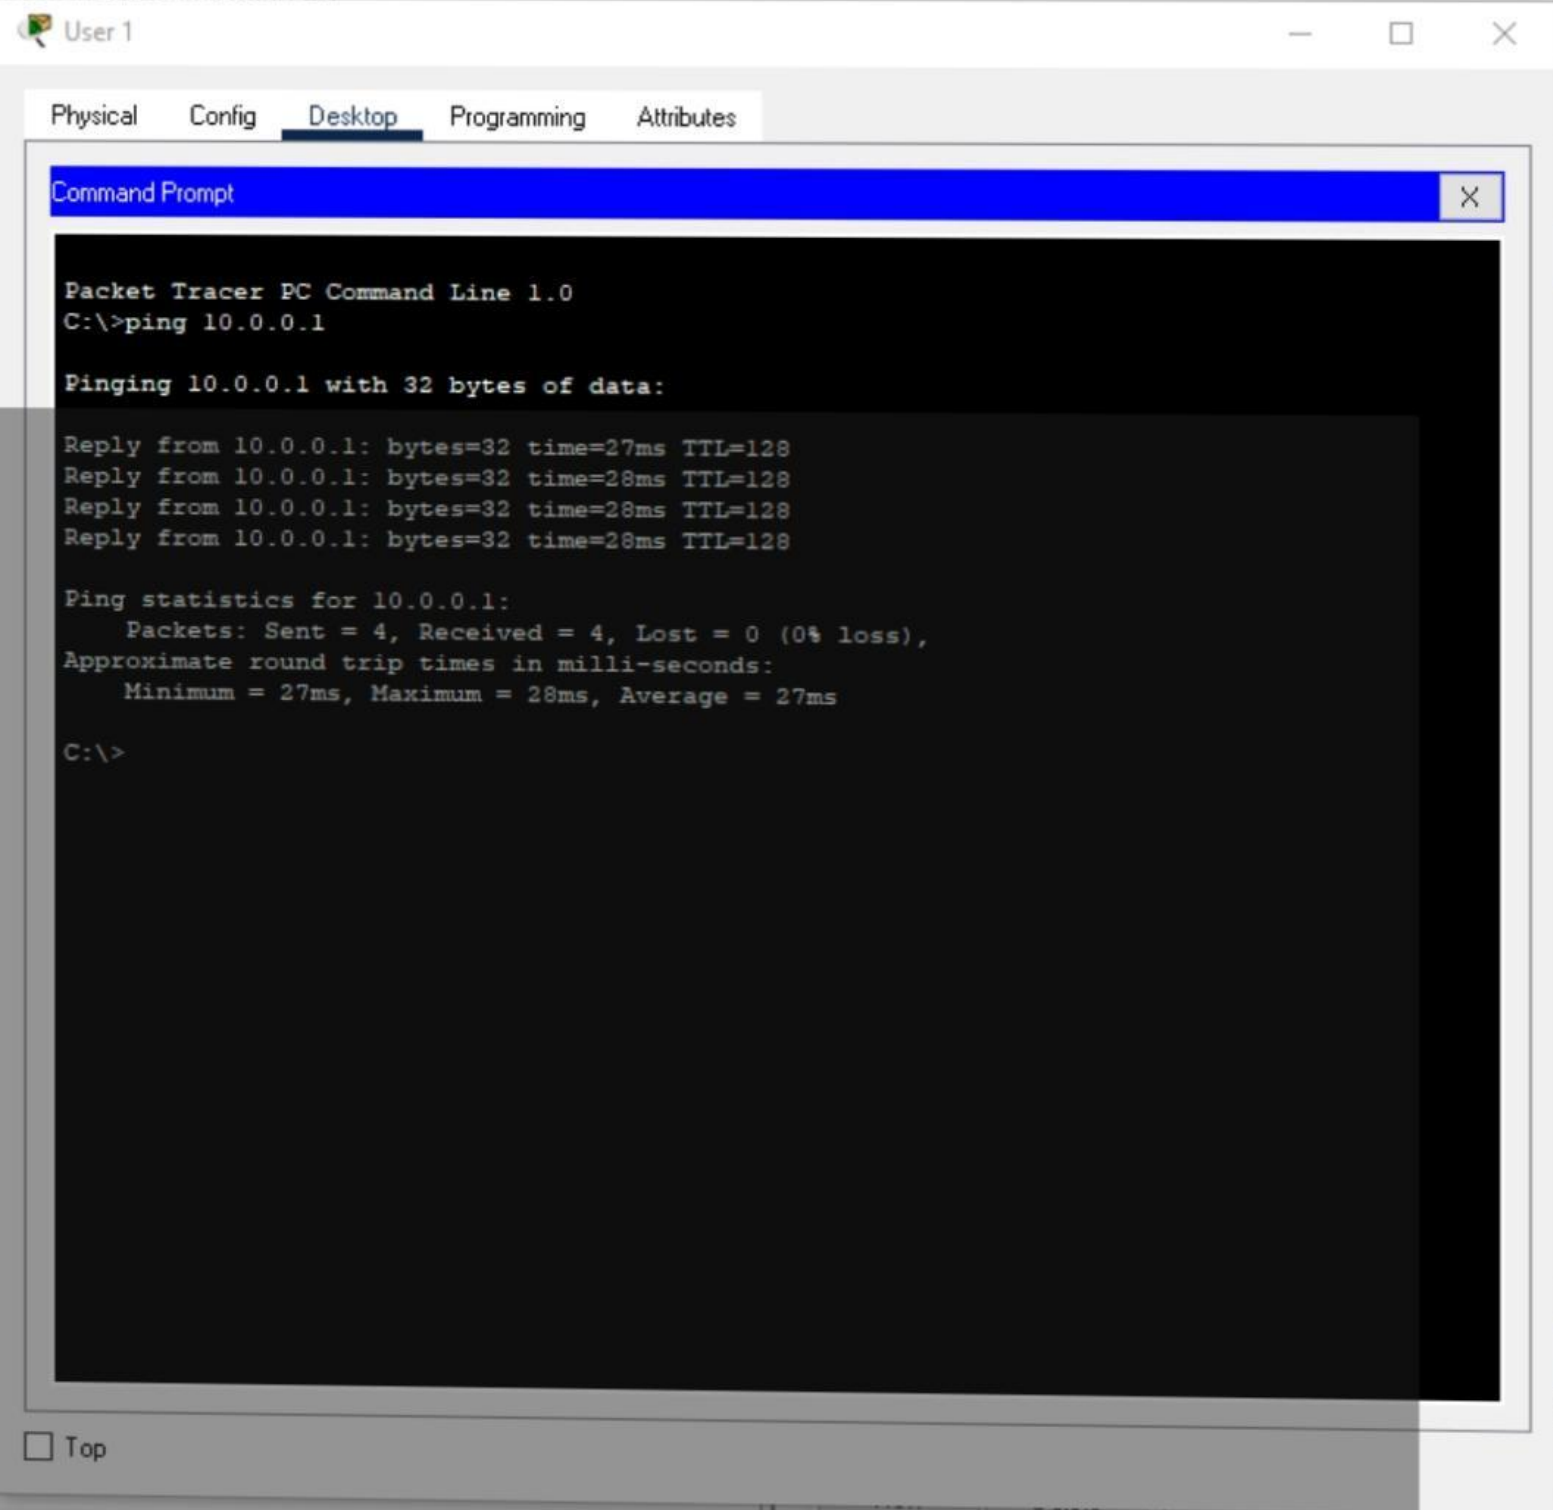 User 1
Physical Config Desktop Programming Attributes
Command Prompt
X
Packet Tracer PC Command Line 1.0
C:\>ping 10.0.0.1
Pinging 10.0.0.1 with 32 bytes of data:
Reply from 10.0.0.1: bytes=32 time=27ms TTL=128
Reply from 10.0.0.1: bytes=32 time=28ms TTL=128
Reply from 10.0.0.1: bytes=32 time=28ms TTL=128
Reply from 10.0.0.1: bytes=32 time=28ms TTL=128
Ping statistics for 10.0.0.1:
Packets: Sent = 4, Received = 4, Lost = 0 (0% loss),
Approximate round trip times in milli-seconds:
Minimum = 27ms, Maximum = 28ms, Average = 27ms
C:\>
Top